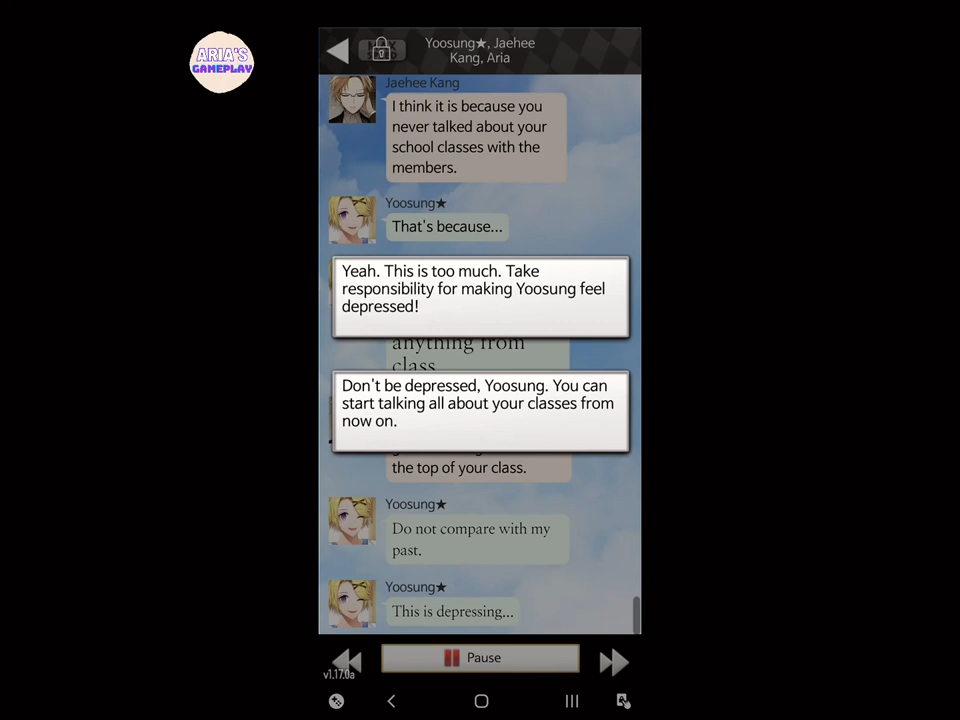 ARIA'S
GAMEPLAY
Yoosung★, Jaehee
Kang, Aria
Jaehee Kang
I think it is because you
never talked about your
school classes with the
members.
Yoosung★
That's because...
Yeah. This is too much. Take
responsibility for making Yoosung feel
depressed!
anything from
class
Don't be depressed, Yoosung. You can
start talking all about your classes from
now on.
the top of your class.
Yoosung★
Do not compare with my
past.
Yoosung★
This is depressing...
Pause
v1.17.0a